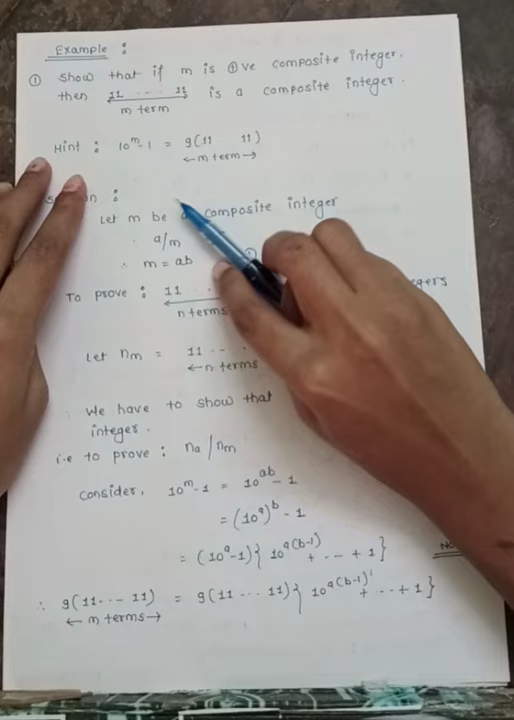 Example :
① Show that if m is ⊕ve composite integer.
then 11 ..... 11 is a composite integer.
m term
Hint : 10^m-1 = 9(11 11)
←m term→
Let m be composite integer
∴ a/m
∴ m = ab
To prove : 11 ..
n terms
Let n_m = 11 ...
←n terms
∴ We have to show that
integer.
i.e to prove : n_a / n_m
Consider, 10^m-1 = 10^ab - 1
= (10^a)^b - 1
= (10^a-1){ 10^a(b-1) + --- + 1}
∴ 9(11--- 11) = 9(11 ... 11){ 10^a(b-1) + - - + 1}
← m terms→